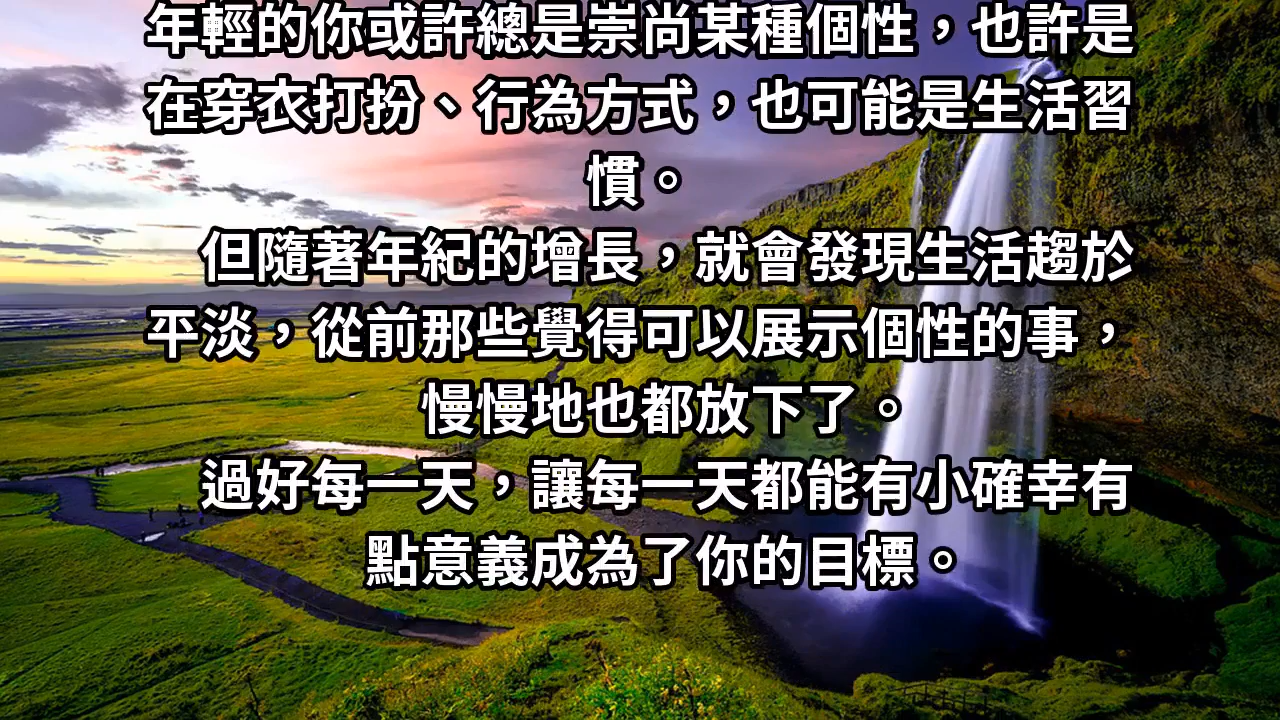 年輕的你或許總是崇尚某種個性，也許是
在穿衣打扮、行為方式，也可能是生活習
慣。
但隨著年紀的增長，就會發現生活趨於
平淡，從前那些覺得可以展示個性的事，
慢慢地也都放下了。
過好每一天，讓每一天都能有小確幸有
點意義成為了你的目標。